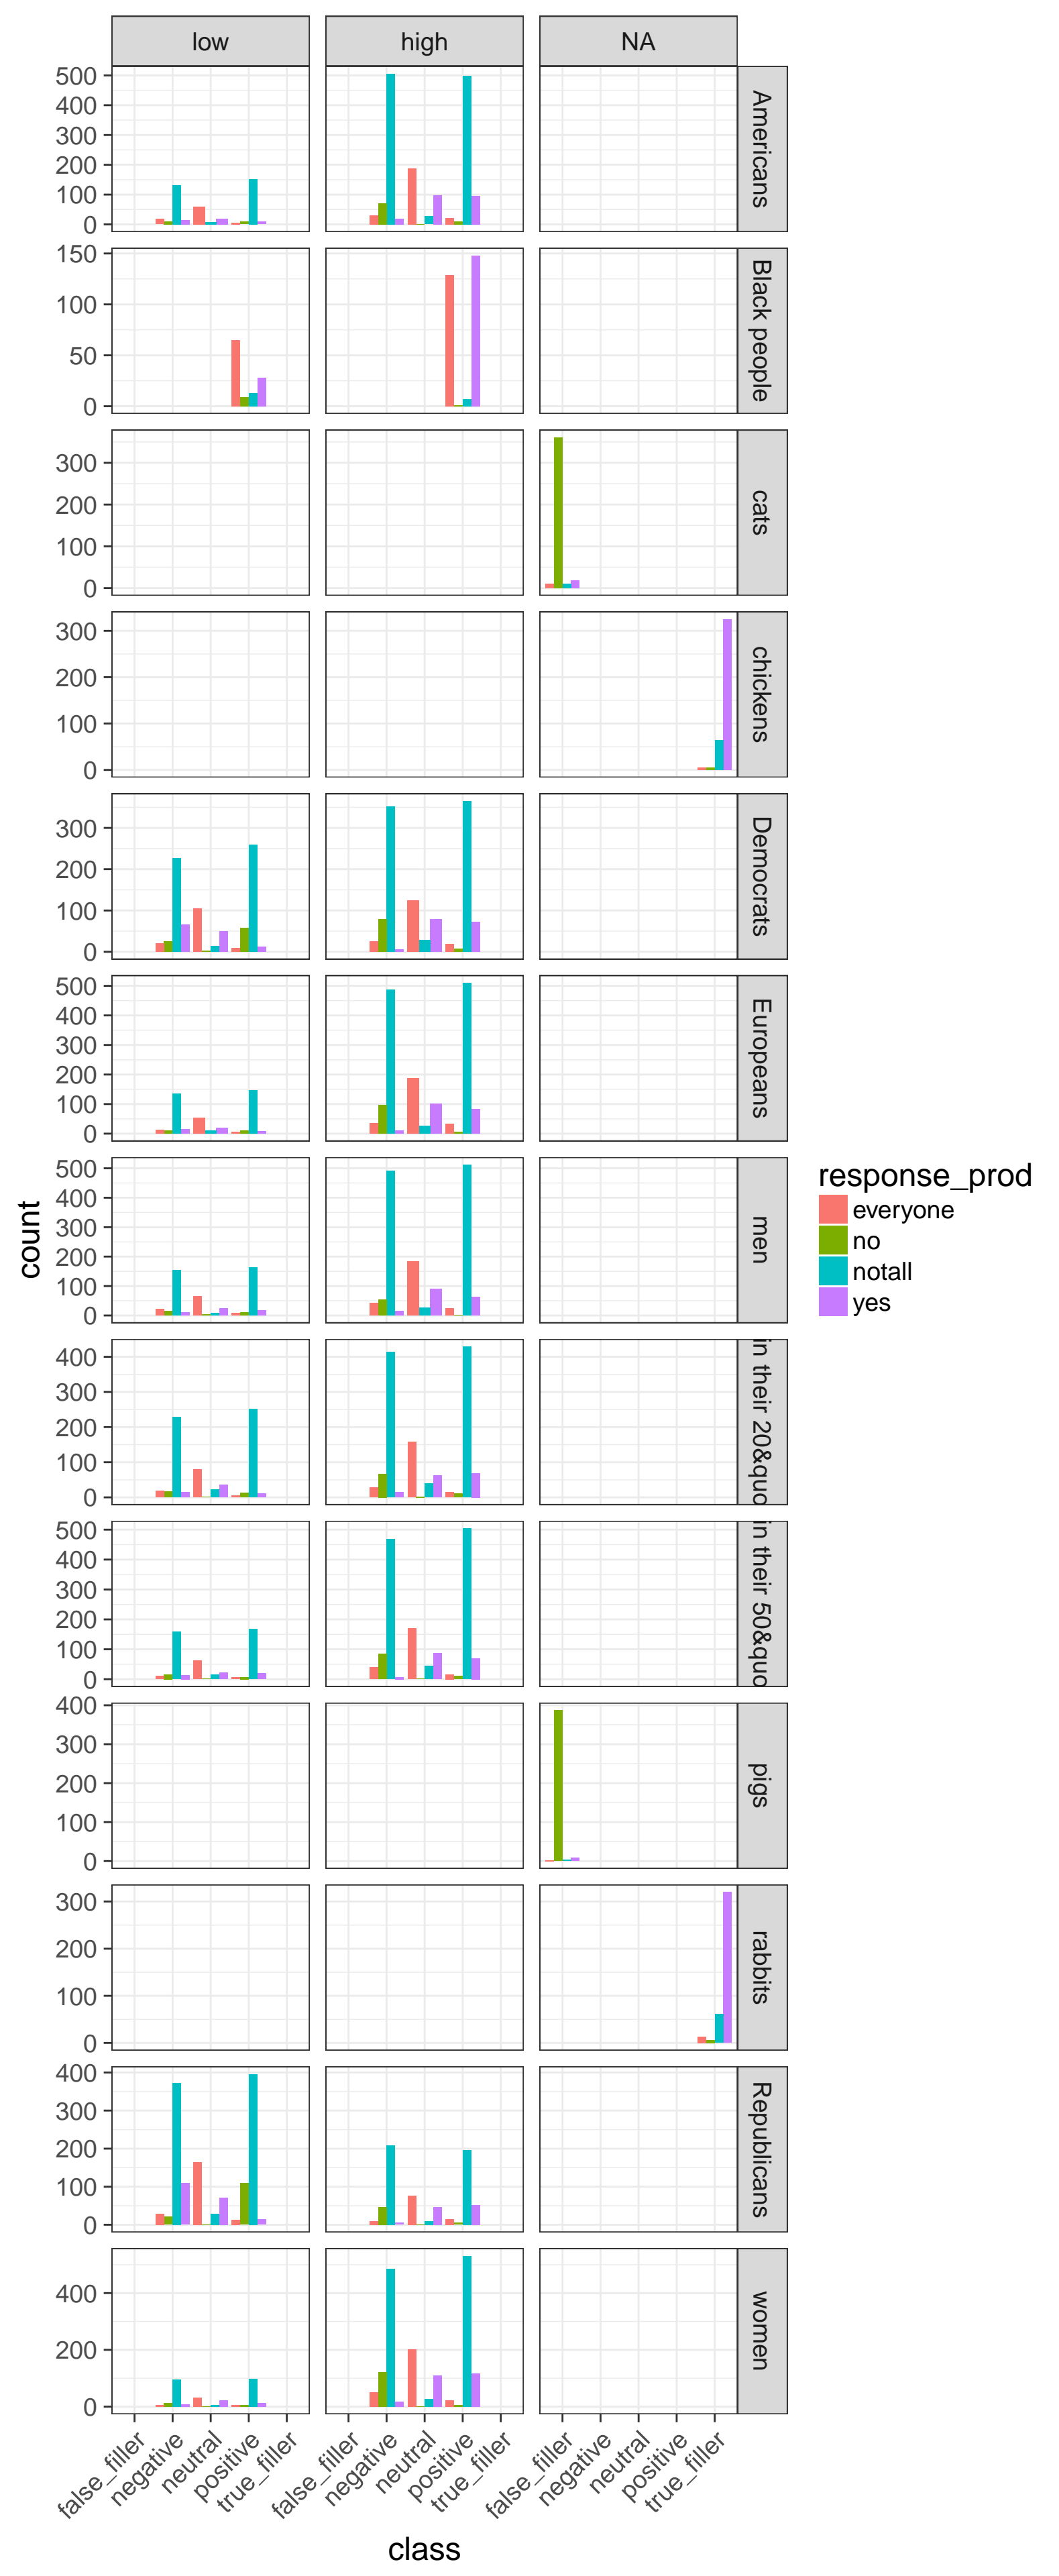 low high NA
500
400
300
200
100
0
Americans
150
100
50
0
Black people
300
200
100
0
cats
300
200
100
0
chickens
300
200
100
0
Democrats
500
400
300
200
100
0
Europeans
500
400
300
200
100
0
men
400
300
200
100
0
in their 20&quo
500
400
300
200
100
0
in their 50&quo
400
300
200
100
0
pigs
300
200
100
0
rabbits
400
300
200
100
0
Republicans
400
200
0
women
count
response_prod
everyone
no
notall
yes
false_filler negative neutral positive true_filler
false_filler negative neutral positive true_filler
false_filler negative neutral positive true_filler
class